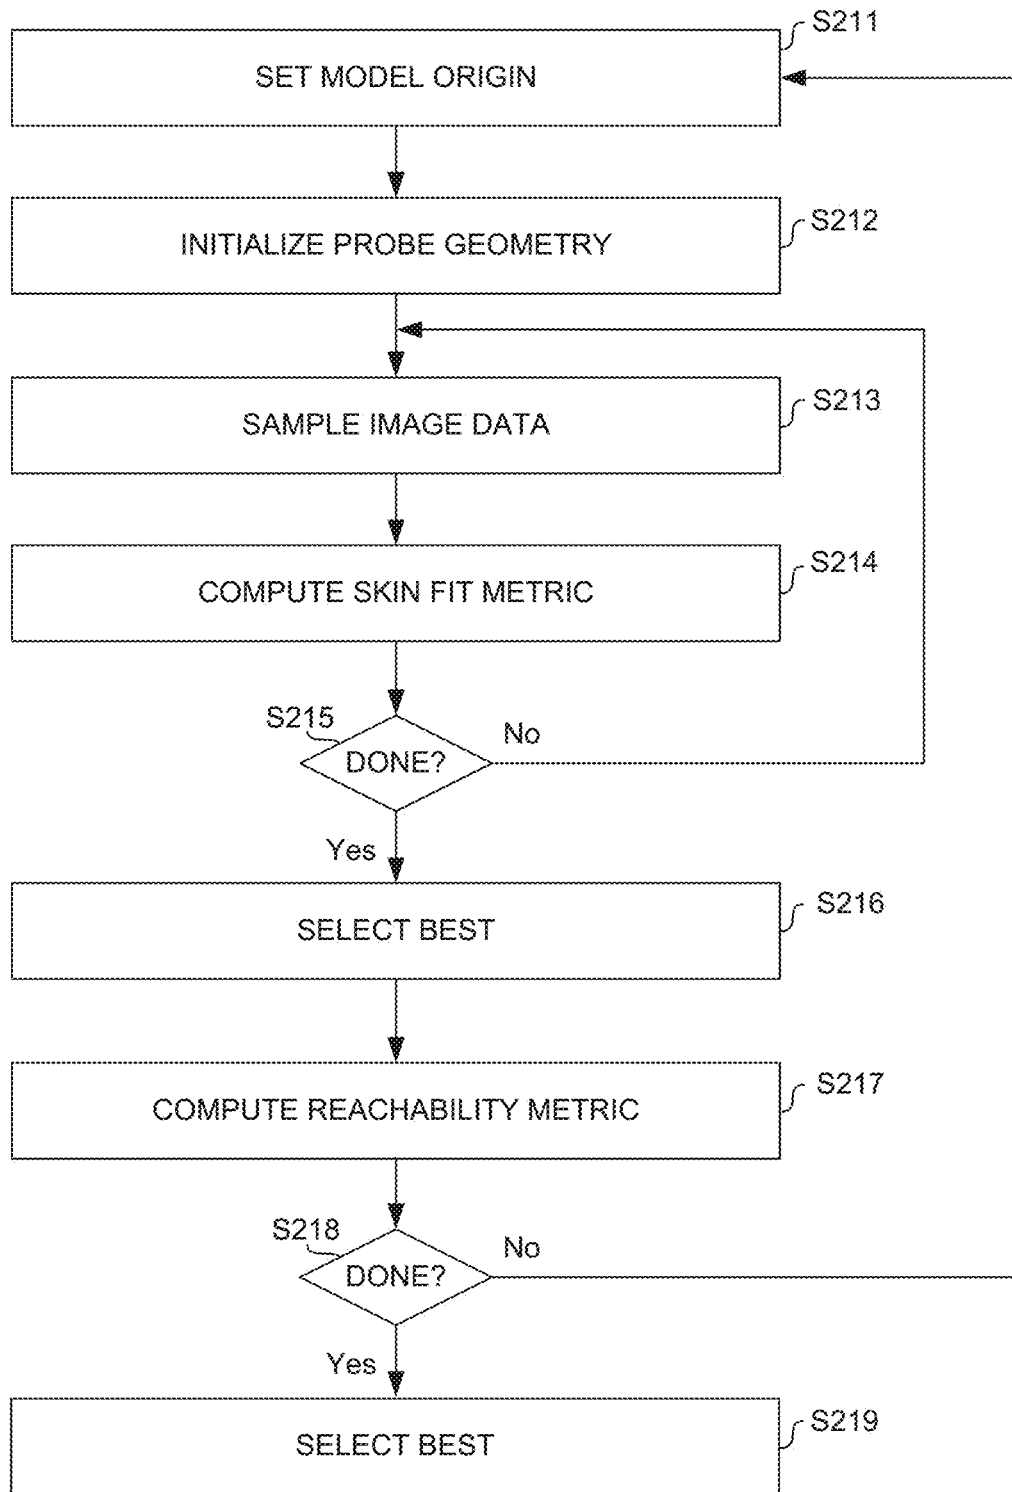 S211
SET MODEL ORIGIN
S212
INITIALIZE PROBE GEOMETRY
S213
SAMPLE IMAGE DATA
S214
COMPUTE SKIN FIT METRIC
S215
No
DONE?
Yes
S216
SELECT BEST
S217
COMPUTE REACHABILITY METRIC
S218
No
DONE?
Yes
S219
SELECT BEST